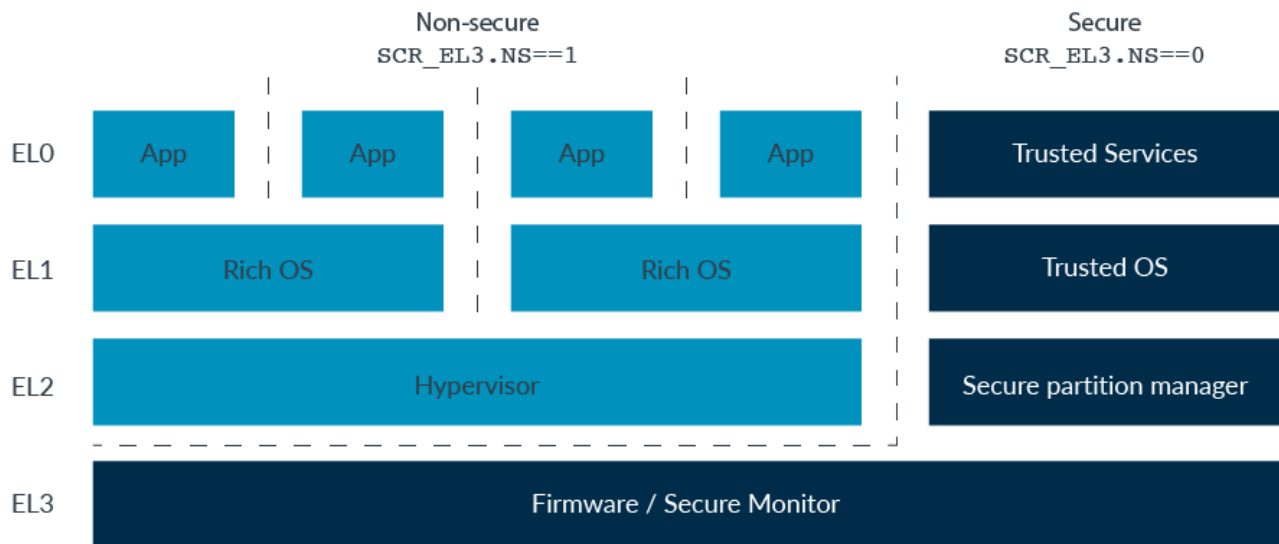 Non-secure
SCR_EL3.NS==1
Secure
SCR_EL3.NS==0
EL0
App
App
App
App
Trusted Services
EL1
Rich OS
Rich OS
Trusted OS
EL2
Hypervisor
Secure partition manager
EL3
Firmware / Secure Monitor